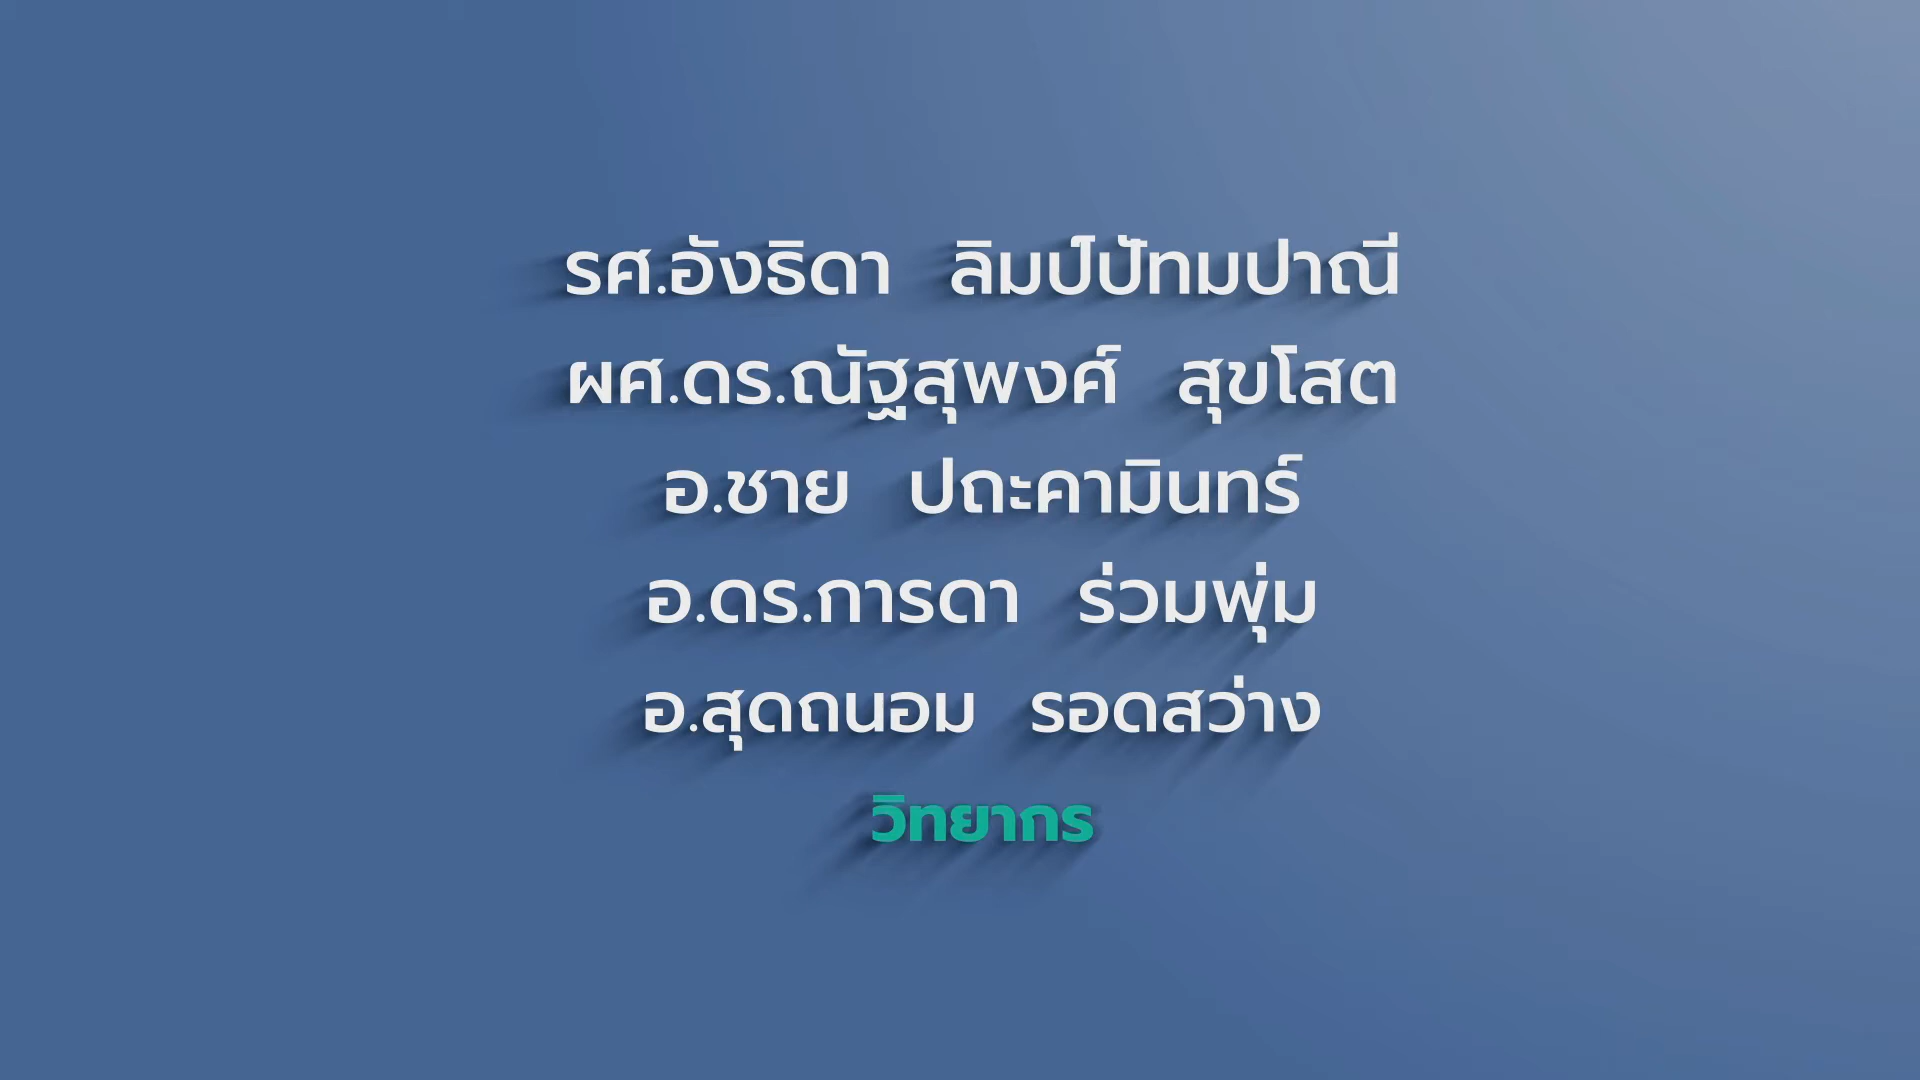 รศ.อังธิดา ลิมป์ปัทมปาณี
ผศ.ดร.ณัฐสุพงศ์ สุขโสต
อ.ชาย ปถะคามินทร์
อ.ดร.การดา ร่วมพุ่ม
อ.สุดถนอม รอดสว่าง
วิทยากร